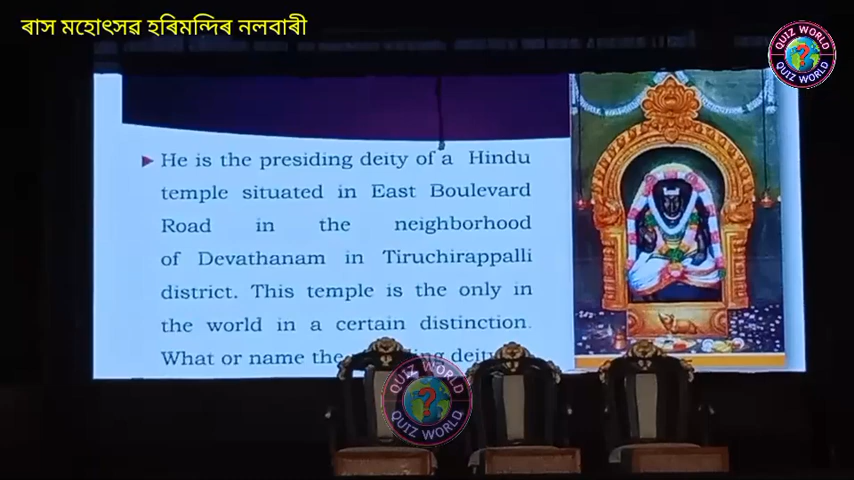 ৰাস মহোৎসৱ হৰিমন্দিৰ নলবাৰী
QUIZ WORLD
QUIZ WORLD
He is the presiding deity of a Hindu
temple situated in East Boulevard
Road in the neighborhood
of Devathanam in Tiruchirappalli
district. This temple is the only in
the world in a certain distinction.
What or name the
QUIZ WORLD
QUIZ WORLD